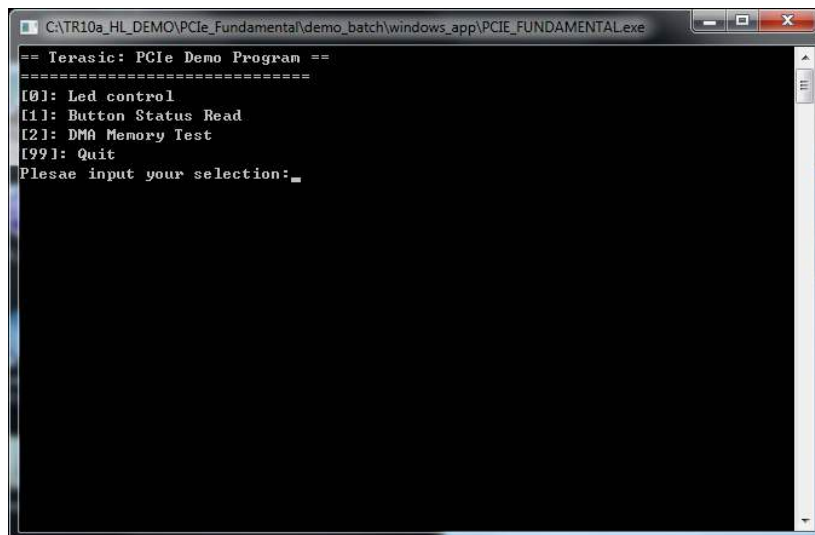 C:\TR10a_HL_DEMO\PCIe_Fundamental\demo_batch\windows_app\PCIE_FUNDAMENTAL.exe
== Terasic: PCIe Demo Program ==
==============================
[0]: Led control
[1]: Button Status Read
[2]: DMA Memory Test
[99]: Quit
Plesae input your selection: